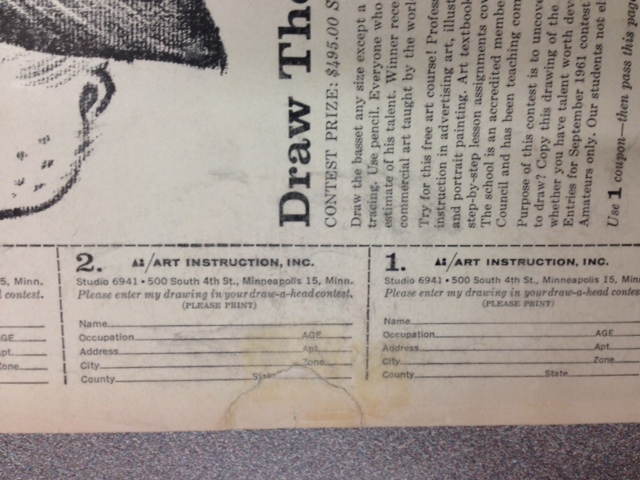 Draw The
CONTEST PRIZE: $495.00 S
Draw the basset any size except a
tracing. Use pencil. Everyone who
estimate of his talent. Winner rece
commercial art taught by the worl
Try for this free art course! Profess
instruction in advertising art, illust
and portrait painting. Art textbook
step-by-step lesson assignments cov
The school is an accredited membe
Council and has been teaching com
Purpose of this contest is to uncove
to draw? Copy this drawing of the
whether you have talent worth dev
Entries for September 1961 contest
Amateurs only. Our students not el
Use 1 coupon—then pass this page
5, Minn.
d contest.
AGE
Apt.
Zone
2. ART INSTRUCTION, INC.
Studio 6941 • 500 South 4th St., Minneapolis 15, Minn.
Please enter my drawing in your draw-a-head contest.
(PLEASE PRINT)
Name
Occupation AGE
Address Apt.
City Zone
County State
1. ART INSTRUCTION, INC.
Studio 6941 • 500 South 4th St., Minneapolis 15, Minn
Please enter my drawing in your draw-a-head conte
(PLEASE PRINT)
Name
Occupation AGE
Address Apt.
City Zone
County State